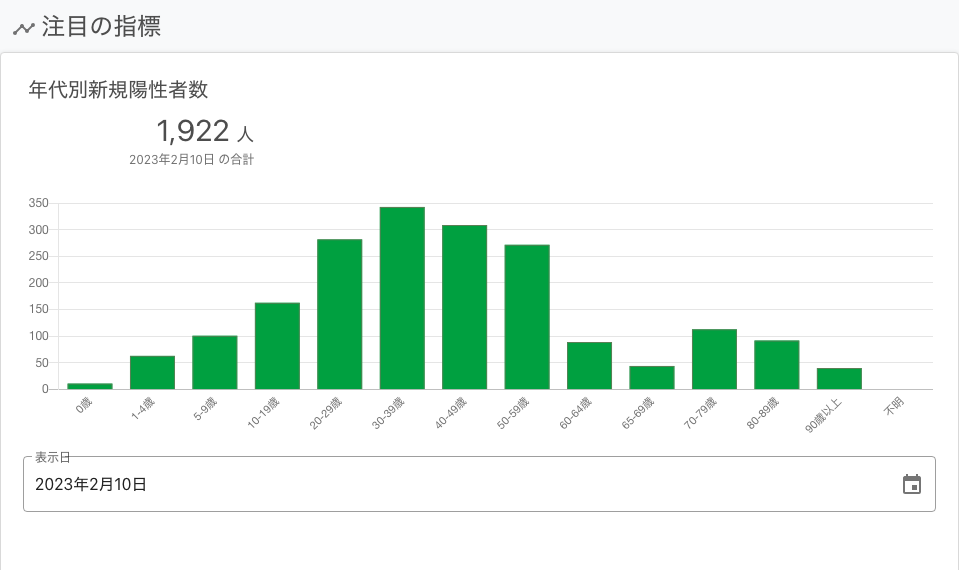 注目の指標
年代別新規陽性者数
1,922 人
2023年2月10日 の合計
350
300
250
200
150
100
50
0
0歳
1-4歳
5-9歳
10-19歳
20-29歳
30-39歳
40-49歳
50-59歳
60-64歳
65-69歳
70-79歳
80-89歳
90歳以上
不明
表示日
2023年2月10日